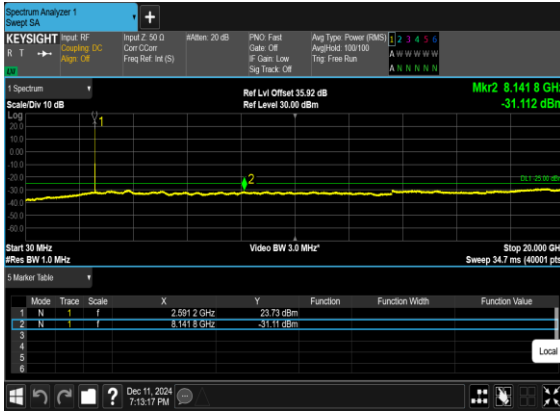 Spectrum Analyzer 1
Swept SA
+
KEYSIGHT Input: RF Input Z: 50 Ω #Atten: 20 dB PNO: Fast Avg Type: Power (RMS) 1 2 3 4 5 6
R T Coupling: DC Corr CCorr Gate: Off Avg|Hold: 100/100 A W W W W W
Align: Off Freq Ref: Int (S) IF Gain: Low Trig: Free Run
Sig Track: Off A N N N N N
1 Spectrum Ref Lvl Offset 35.92 dB Mkr2 8.141 8 GHz
Scale/Div 10 dB Ref Level 30.00 dBm -31.112 dBm
Log
20.0 1
10.0
0.00
-10.0
-20.0 2 DL1 -25.00 dBm
-30.0
-40.0
-50.0
-60.0
Start 30 MHz Video BW 3.0 MHz* Stop 20.000 GHz
#Res BW 1.0 MHz Sweep 34.7 ms (40001 pts)
5 Marker Table
Mode Trace Scale X Y Function Function Width Function Value
1 N 1 f 2.591 2 GHz 23.73 dBm
2 N 1 f 8.141 8 GHz -31.11 dBm
3
4
5
6
Local
? Dec 11, 2024
7:13:17 PM